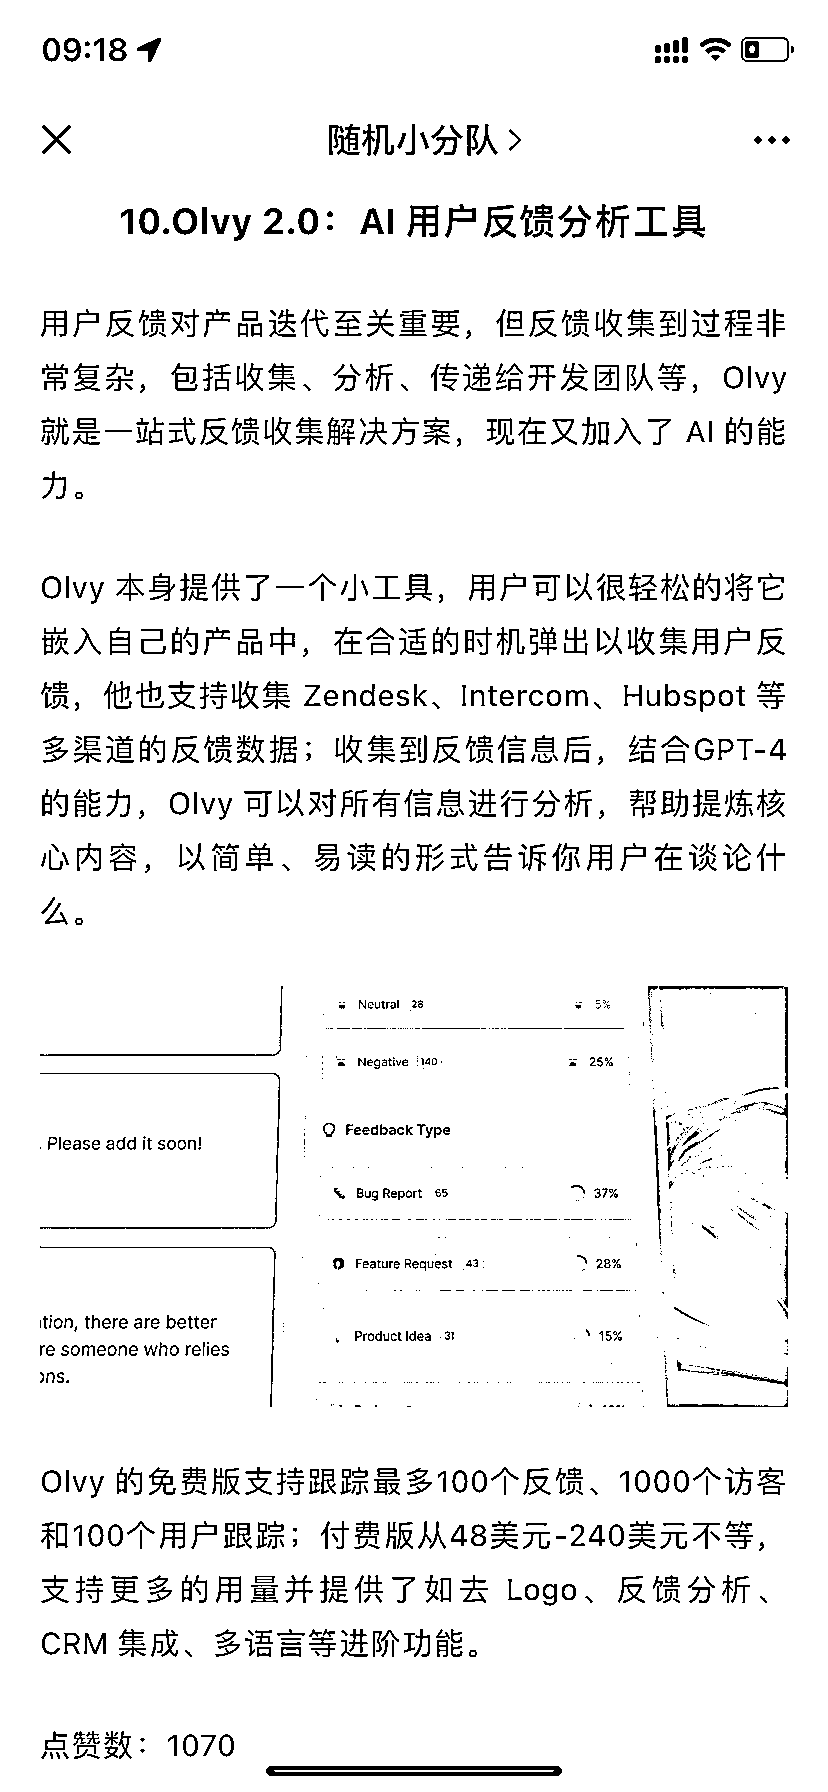 09:18
随机小分队
10.Olvy 2.0：AI 用户反馈分析工具
用户反馈对产品迭代至关重要，但反馈收集到过程非
常复杂，包括收集、分析、传递给开发团队等，Olvy
就是一站式反馈收集解决方案，现在又加入了 AI 的能
力。
Olvy 本身提供了一个小工具，用户可以很轻松的将它
嵌入自己的产品中，在合适的时机弹出以收集用户反
馈，他也支持收集 Zendesk、Intercom、Hubspot 等
多渠道的反馈数据；收集到反馈信息后，结合GPT-4
的能力，Olvy 可以对所有信息进行分析，帮助提炼核
心内容，以简单、易读的形式告诉你用户在谈论什
么。
Neutral 28 5%
Negative 140 25%
. Please add it soon!
Feedback Type
Bug Report 65 37%
Feature Request 43 28%
tion, there are better
re someone who relies
ons.
Product Idea 31 15%
Olvy 的免费版支持跟踪最多100个反馈、1000个访客
和100个用户跟踪；付费版从48美元-240美元不等，
支持更多的用量并提供了如去 Logo、反馈分析、
CRM 集成、多语言等进阶功能。
点赞数：1070